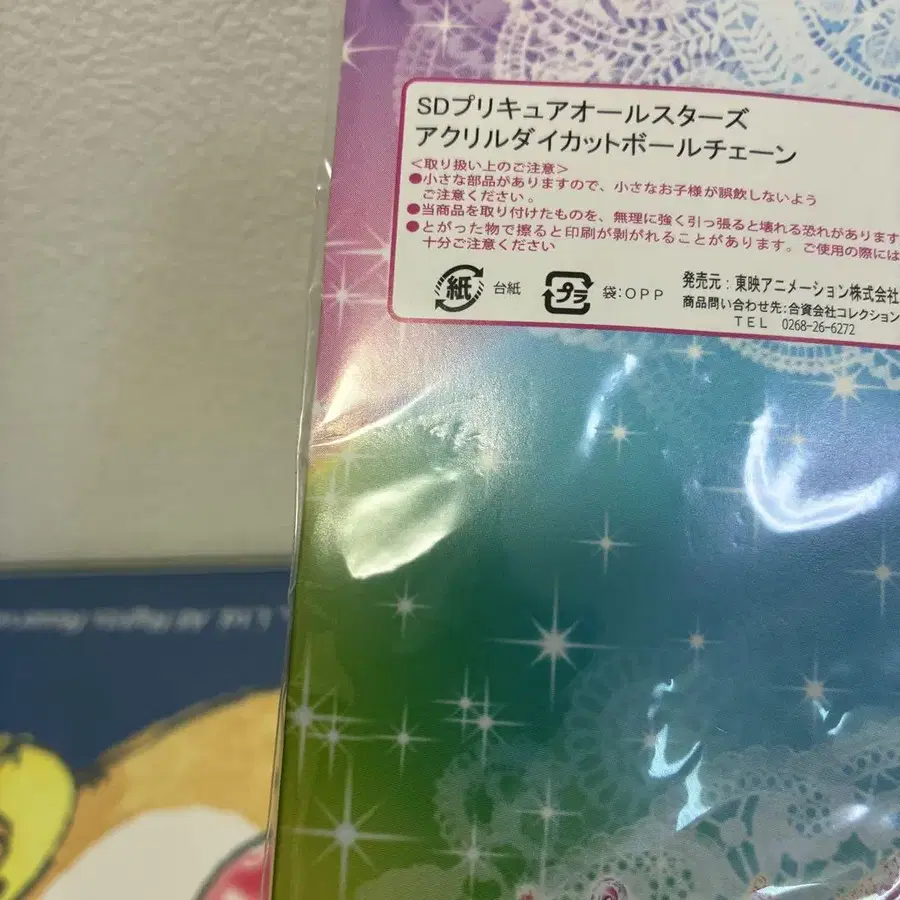 SDプリキュアオールスターズ
アクリルダイカットボールチェーン
<取り扱い上のご注意>
●小さな部品がありますので、小さなお子様が誤飲しないよう
ご注意ください。
●当商品を取り付けたものを、無理に強く引っ張ると壊れる恐れがあります
●とがった物で擦ると印刷が剥がれることがあります。ご使用の際には
十分ご注意ください
紙 台紙 プラ 袋:OPP
発売元:東映アニメーション株式会社
商品問い合わせ先:合資会社コレクション
TEL 0268-26-6272